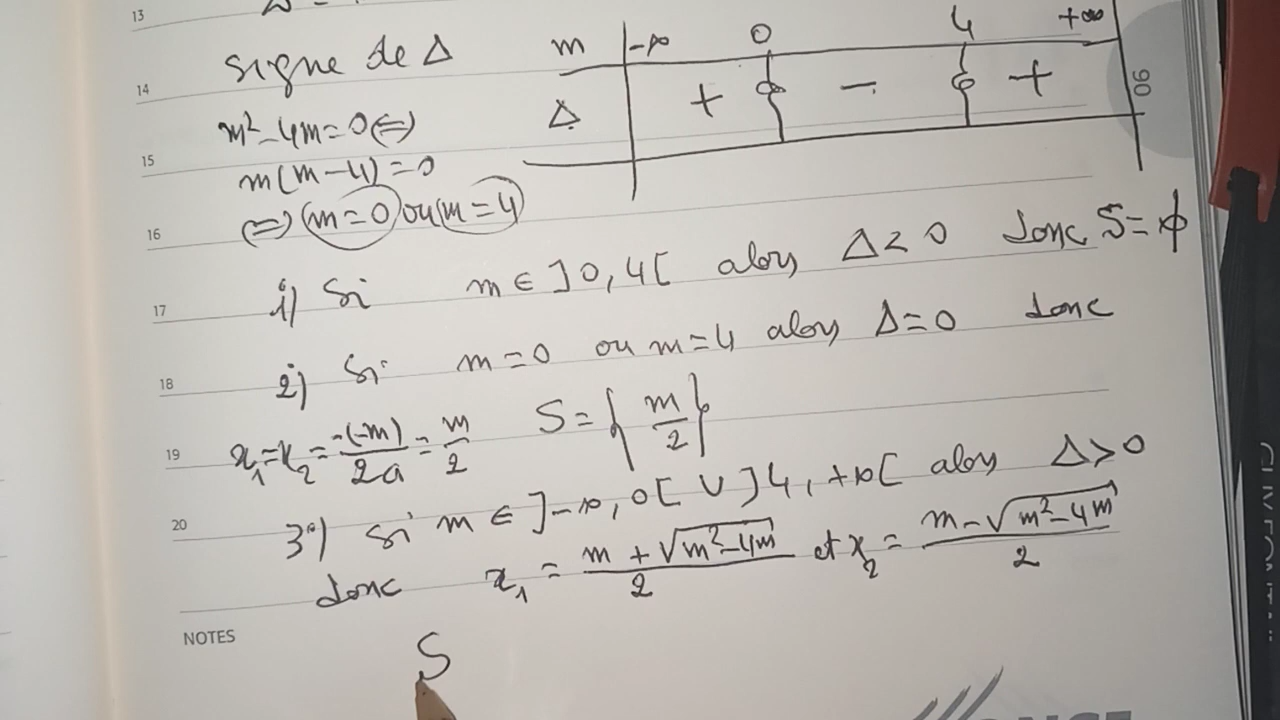 13
14 signe de Δ
m -∞ 0 4 +∞
Δ + - +
m² - 4m = 0 ⇔
15
m(m-4) = 0
16 ⇔ (m = 0) ou (m = 4)
17 1°) Si m ∈ ]0, 4[ alors Δ < 0 donc S = ∅
18 2°) Si m = 0 ou m = 4 alors Δ = 0 donc
19 x₁ = x₂ = -(-m)/2a = m/2 S = {m/2}
20 3°) si m ∈ ]-∞, 0[ ∪ ]4, +∞[ alors Δ > 0
donc x₁ = (m + √(m² - 4m))/2 et x₂ = (m - √(m² - 4m))/2
NOTES
S
90